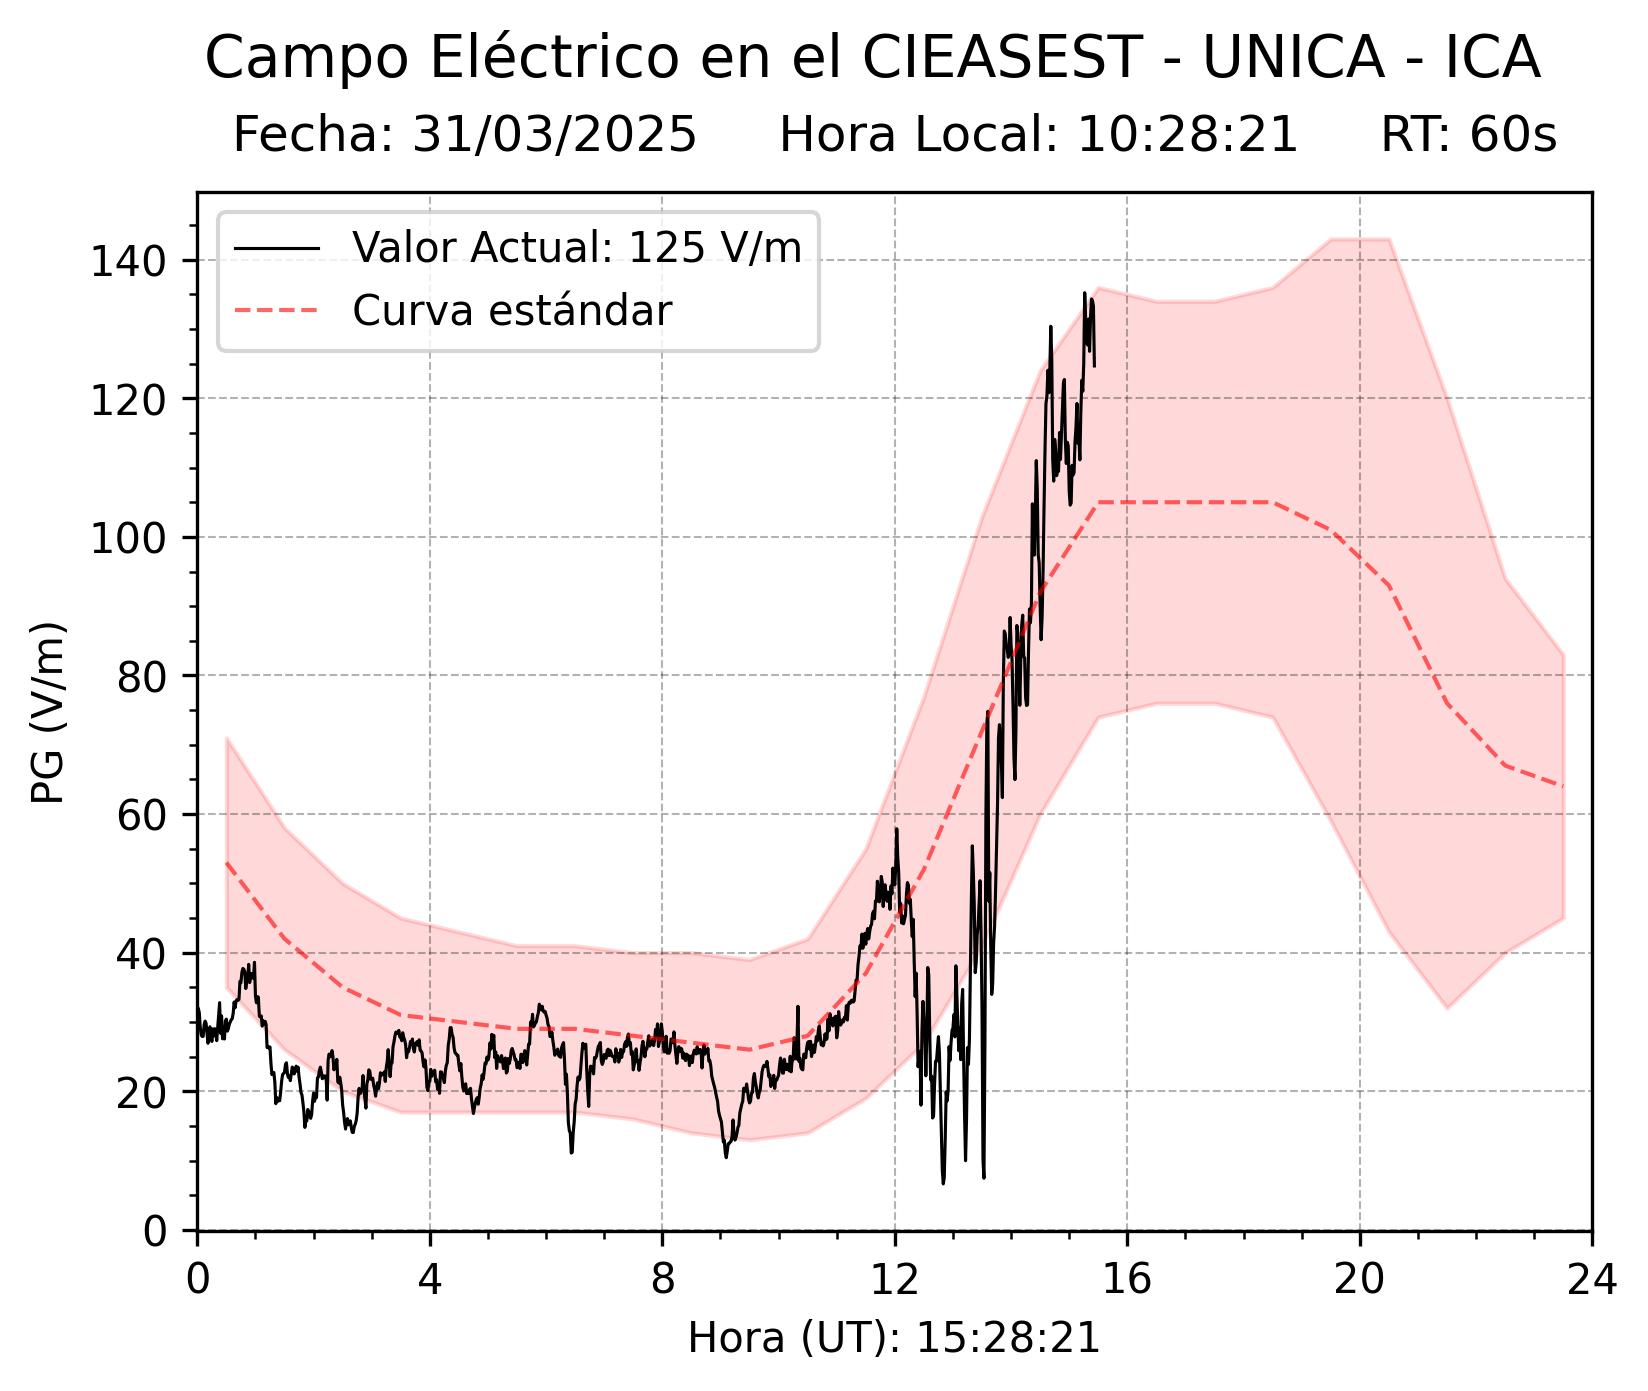 Campo Eléctrico en el CIEASEST - UNICA - ICA
Fecha: 31/03/2025 Hora Local: 10:28:21 RT: 60s
Valor Actual: 125 V/m
Curva estándar
PG (V/m)
140
120
100
80
60
40
20
0
0 4 8 12 16 20 24
Hora (UT): 15:28:21